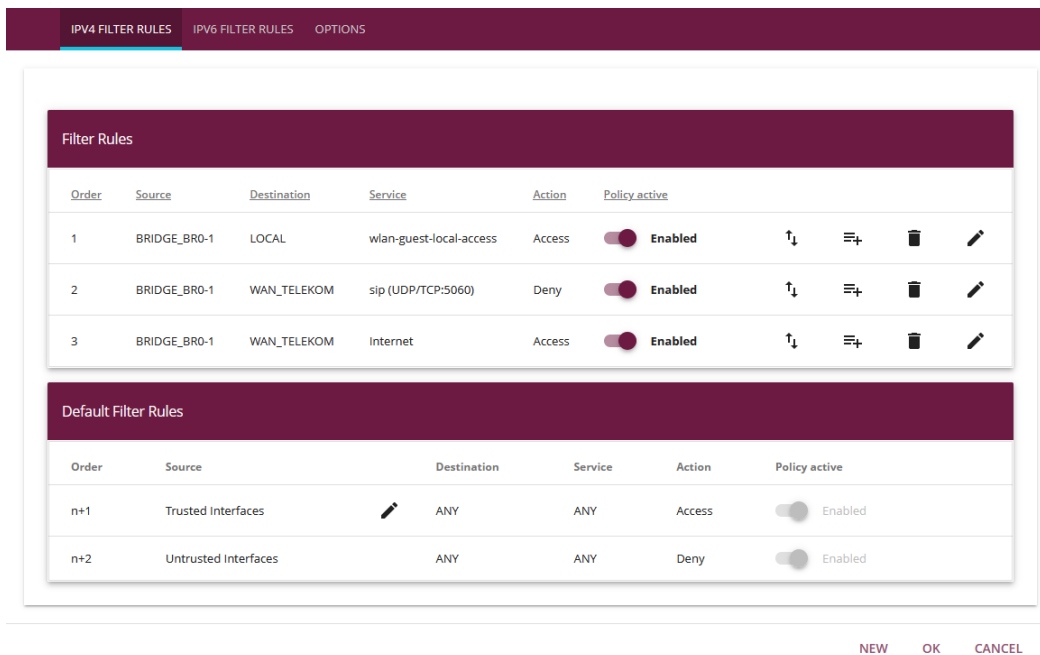 IPV4 FILTER RULES IPV6 FILTER RULES OPTIONS
Filter Rules
Order Source Destination Service Action Policy active
1 BRIDGE_BR0-1 LOCAL wlan-guest-local-access Access Enabled
2 BRIDGE_BR0-1 WAN_TELEKOM sip (UDP/TCP:5060) Deny Enabled
3 BRIDGE_BR0-1 WAN_TELEKOM Internet Access Enabled
Default Filter Rules
Order Source Destination Service Action Policy active
n+1 Trusted Interfaces ANY ANY Access Enabled
n+2 Untrusted Interfaces ANY ANY Deny Enabled
NEW OK CANCEL